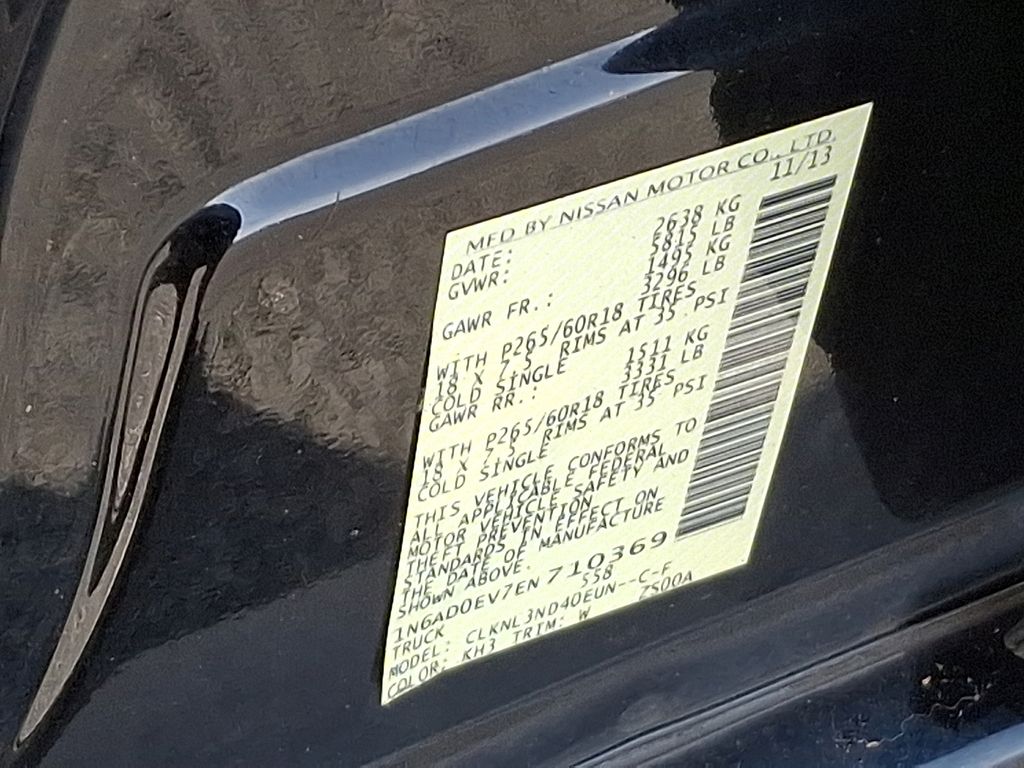 MFD BY NISSAN MOTOR CO., LTD.
DATE: 11/13
GVWR: 2638 KG
5815 LB
GAWR FR.: 1495 KG
3296 LB
WITH P265/60R18 TIRES
18 X 7.5 RIMS AT 35 PSI
COLD SINGLE
GAWR RR.: 1511 KG
3331 LB
WITH P265/60R18 TIRES
18 X 7.5 RIMS AT 35 PSI
COLD SINGLE
THIS VEHICLE CONFORMS TO
ALL APPLICABLE FEDERAL
MOTOR VEHICLE SAFETY AND
THEFT PREVENTION
STANDARDS IN EFFECT ON
THE DATE OF MANUFACTURE
SHOWN ABOVE.
1N6AD0EV7EN710369
TRUCK 558
MODEL: CLKNL3ND40EUN--C-F
COLOR: KH3 TRIM: W ZS00A